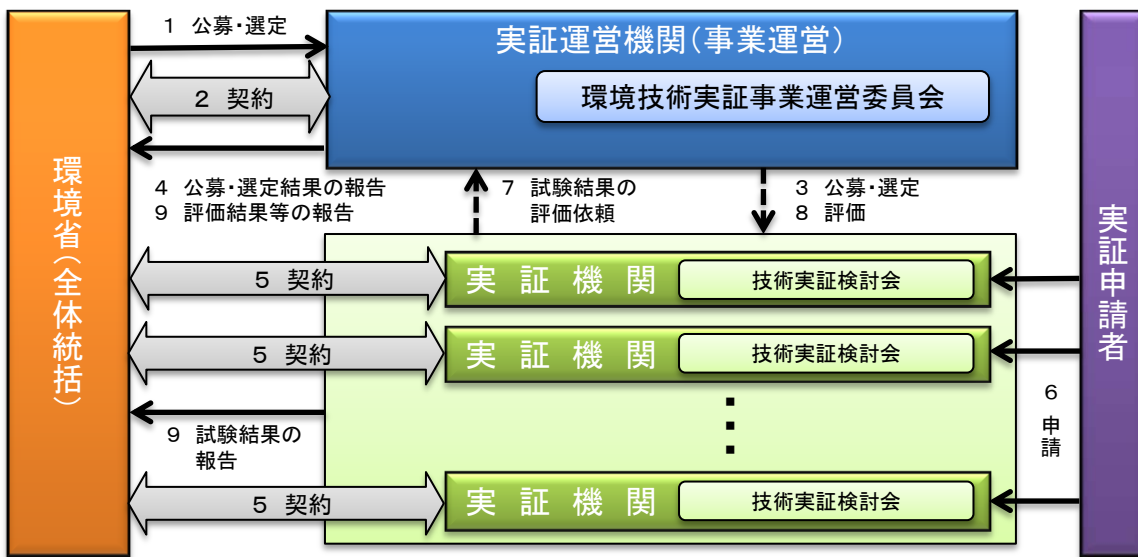 環境省(全体統括)
1 公募・選定
2 契約
4 公募・選定結果の報告
9 評価結果等の報告
実証運営機関(事業運営)
環境技術実証事業運営委員会
7 試験結果の
評価依頼
3 公募・選定
8 評価
5 契約
実証機関
技術実証検討会
5 契約
実証機関
技術実証検討会
9 試験結果の
報告
5 契約
実証機関
技術実証検討会
6
申請
実証申請者